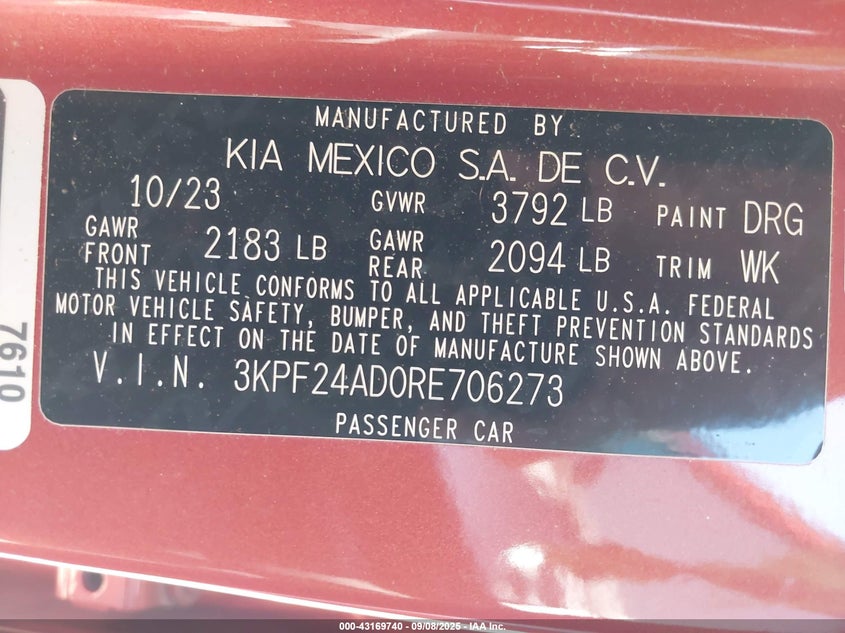 MANUFACTURED BY
KIA MEXICO S.A. DE C.V.
10/23 GVWR 3792 LB PAINT DRG
GAWR FRONT 2183 LB GAWR REAR 2094 LB TRIM WK
THIS VEHICLE CONFORMS TO ALL APPLICABLE U.S.A. FEDERAL
MOTOR VEHICLE SAFETY, BUMPER, AND THEFT PREVENTION STANDARDS
IN EFFECT ON THE DATE OF MANUFACTURE SHOWN ABOVE.
V.I.N. 3KPF24AD0RE706273
PASSENGER CAR
7610
000-43169740 - 09/08/2025 - IAA Inc.